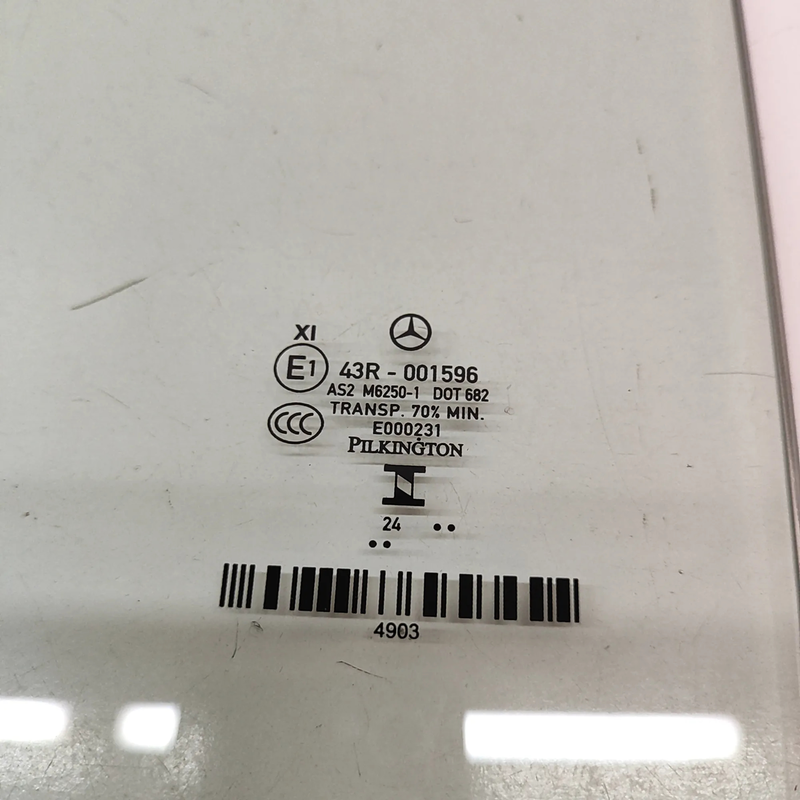 XI
E1 43R - 001596
AS2 M6250-1 DOT 682
TRANSP. 70% MIN.
CCC
E000231
PILKINGTON
24
4903